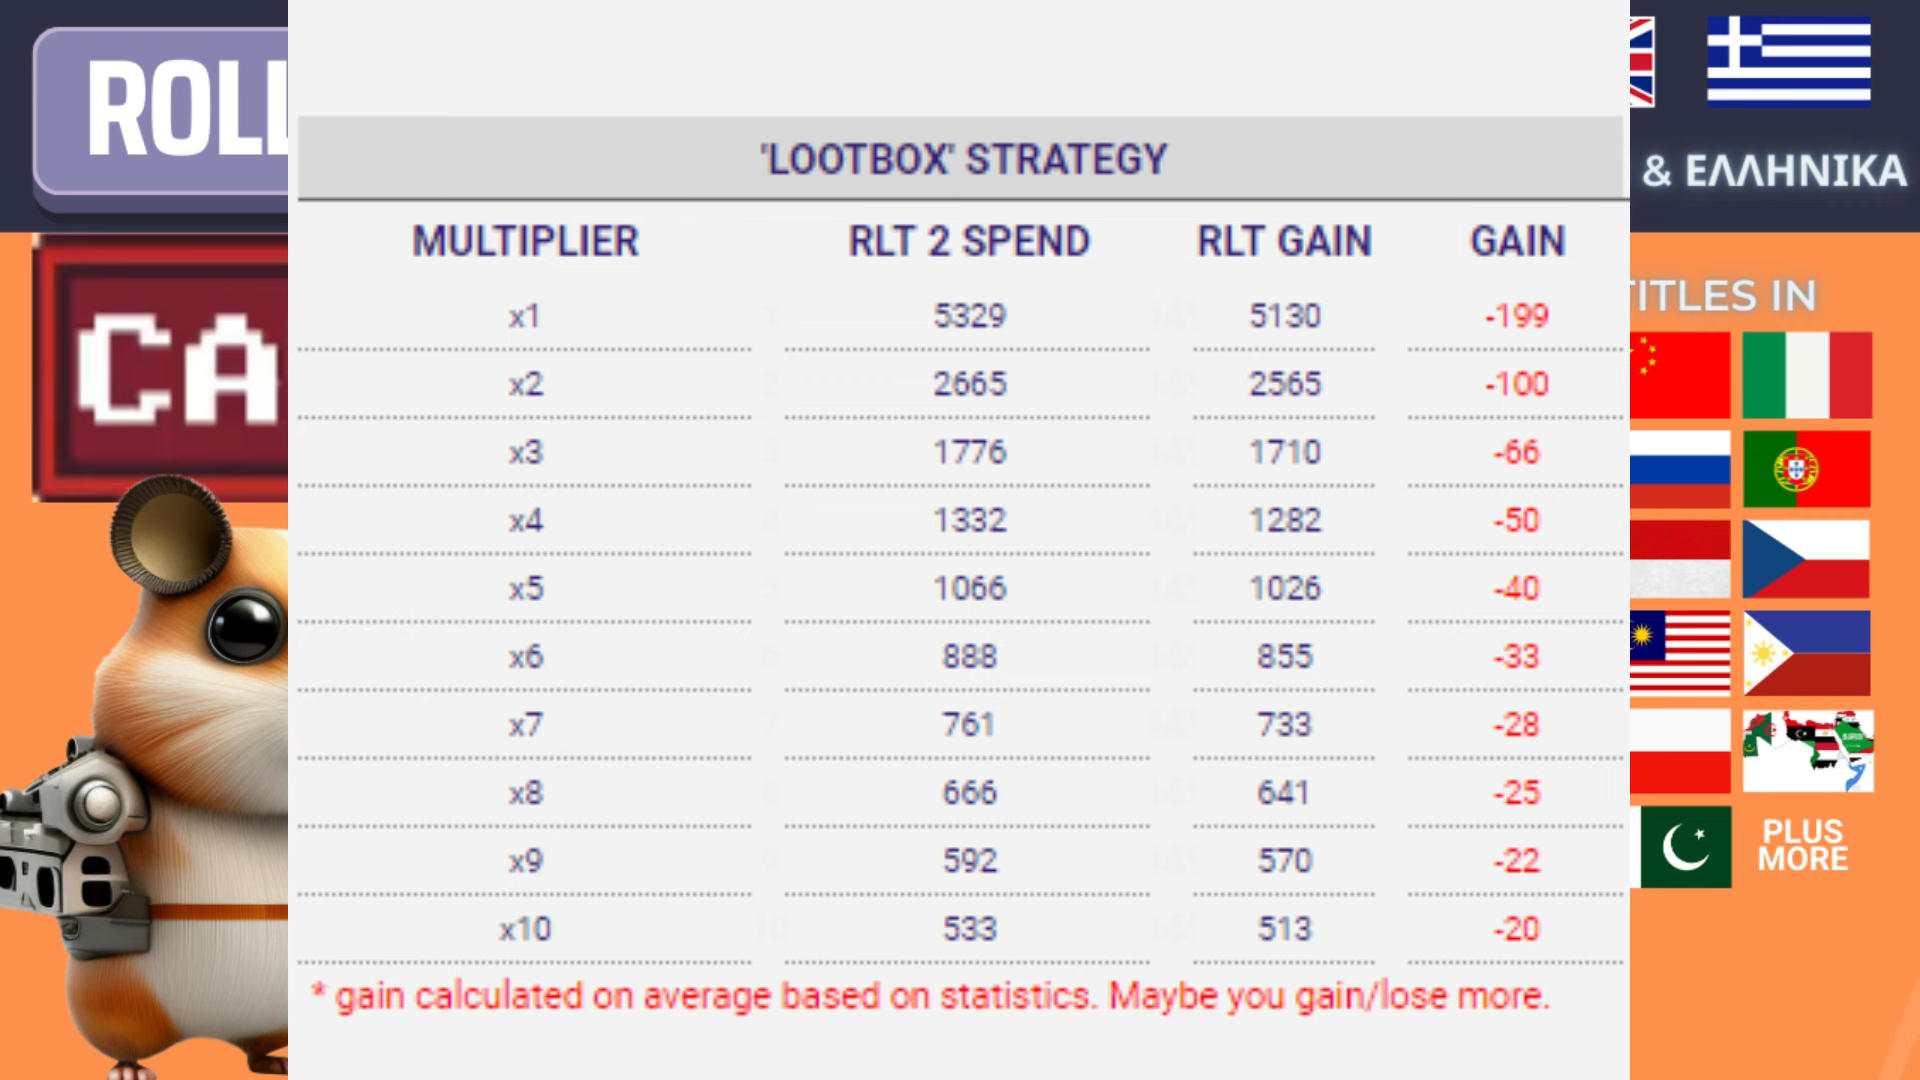 ROLL
& ΕΛΛΗΝΙΚΑ
CA
TITLES IN
'LOOTBOX' STRATEGY
MULTIPLIER RLT 2 SPEND RLT GAIN GAIN
x1 5329 5130 -199
x2 2665 2565 -100
x3 1776 1710 -66
x4 1332 1282 -50
x5 1066 1026 -40
x6 888 855 -33
x7 761 733 -28
x8 666 641 -25
x9 592 570 -22
x10 533 513 -20
* gain calculated on average based on statistics. Maybe you gain/lose more.
PLUS
MORE